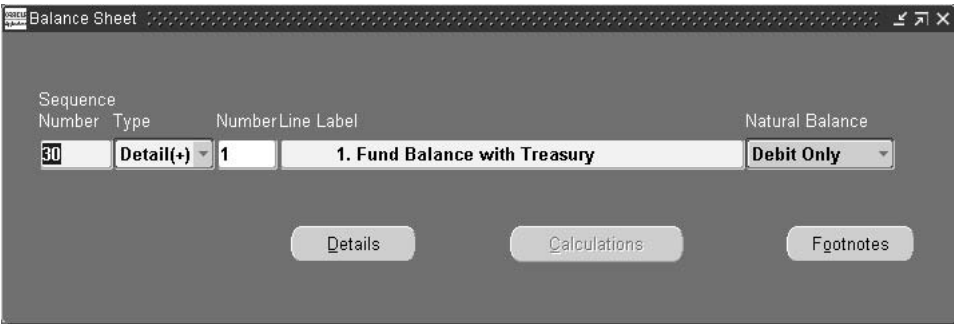 Balance Sheet
Sequence
Number Type Number Line Label Natural Balance
30 Detail(+) 1 1. Fund Balance with Treasury Debit Only
Details Calculations Footnotes